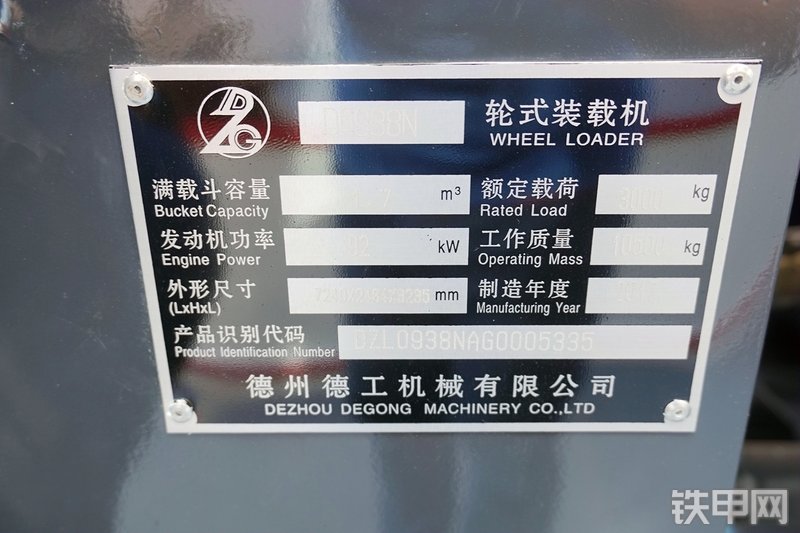 DZG
轮式装载机
WHEEL LOADER
满载斗容量 m³ 额定载荷 3000 kg
Bucket Capacity Rated Load
发动机功率 92 kW 工作质量 kg
Engine Power Operating Mass
外形尺寸 mm 制造年度
(LxHxL) Manufacturing Year
产品识别代码 DZL0938NAG0005335
Product Identification Number
德州德工机械有限公司
DEZHOU DEGONG MACHINERY CO.,LTD
铁甲网